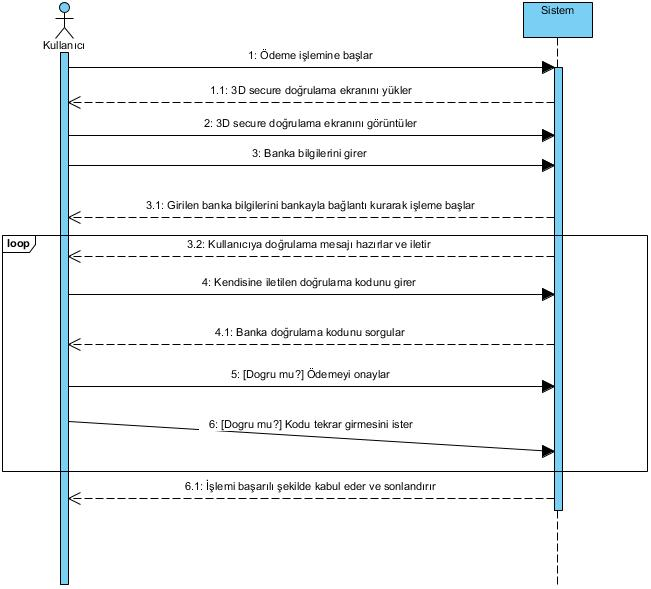 Sistem
Kullanıcı
1: Ödeme işlemine başlar
1.1: 3D secure doğrulama ekranını yükler
2: 3D secure doğrulama ekranını görüntüler
3: Banka bilgilerini girer
3.1: Girilen banka bilgilerini bankayla bağlantı kurarak işleme başlar
loop
3.2: Kullanıcıya doğrulama mesajı hazırlar ve iletir
4: Kendisine iletilen doğrulama kodunu girer
4.1: Banka doğrulama kodunu sorgular
5: [Dogru mu?] Ödemeyi onaylar
6: [Dogru mu?] Kodu tekrar girmesini ister
6.1: İşlemi başarılı şekilde kabul eder ve sonlandırır